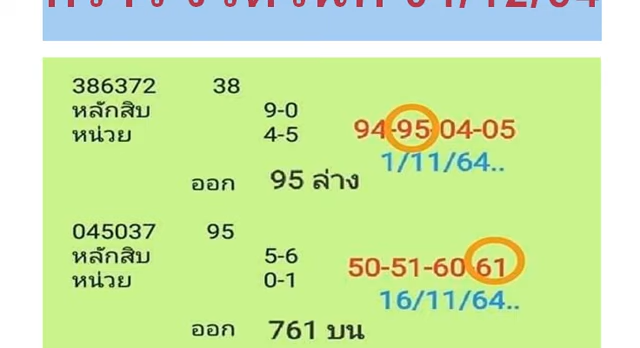 01/12/64
386372 38
หลักสิบ 9-0
หน่วย 4-5 94-95-04-05
1/11/64..
ออก 95 ล่าง
045037 95
หลักสิบ 5-6
หน่วย 0-1 50-51-60-61
16/11/64..
ออก 761 บน